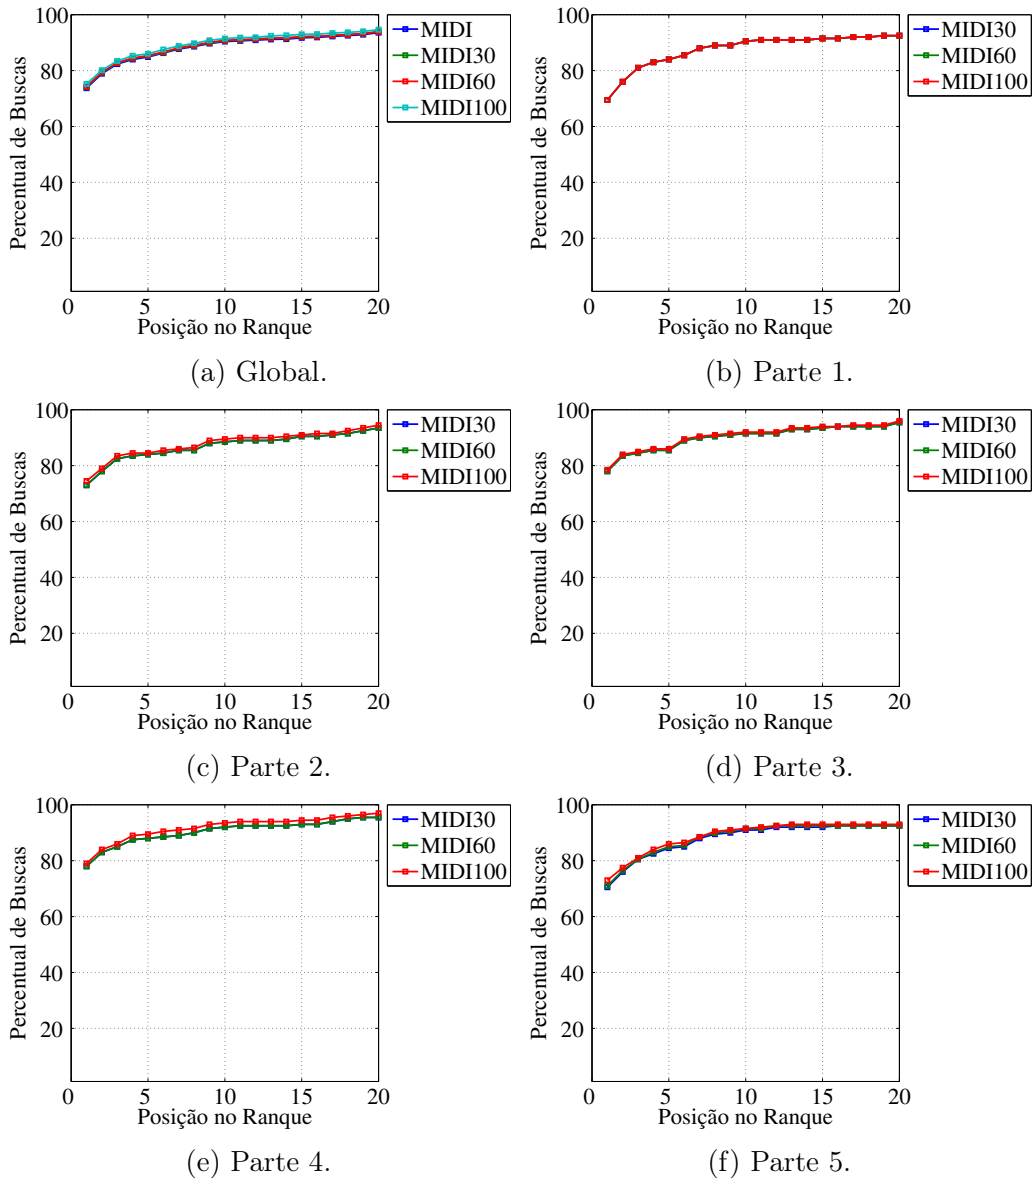 100
80
60
40
20
0
5
10
15
20
Percentual de Buscas
Posição no Ranque
MIDI
MIDI30
MIDI60
MIDI100
(a) Global.
100
80
60
40
20
0
5
10
15
20
Percentual de Buscas
Posição no Ranque
MIDI30
MIDI60
MIDI100
(b) Parte 1.
100
80
60
40
20
0
5
10
15
20
Percentual de Buscas
Posição no Ranque
MIDI30
MIDI60
MIDI100
(c) Parte 2.
100
80
60
40
20
0
5
10
15
20
Percentual de Buscas
Posição no Ranque
MIDI30
MIDI60
MIDI100
(d) Parte 3.
100
80
60
40
20
0
5
10
15
20
Percentual de Buscas
Posição no Ranque
MIDI30
MIDI60
MIDI100
(e) Parte 4.
100
80
60
40
20
0
5
10
15
20
Percentual de Buscas
Posição no Ranque
MIDI30
MIDI60
MIDI100
(f) Parte 5.